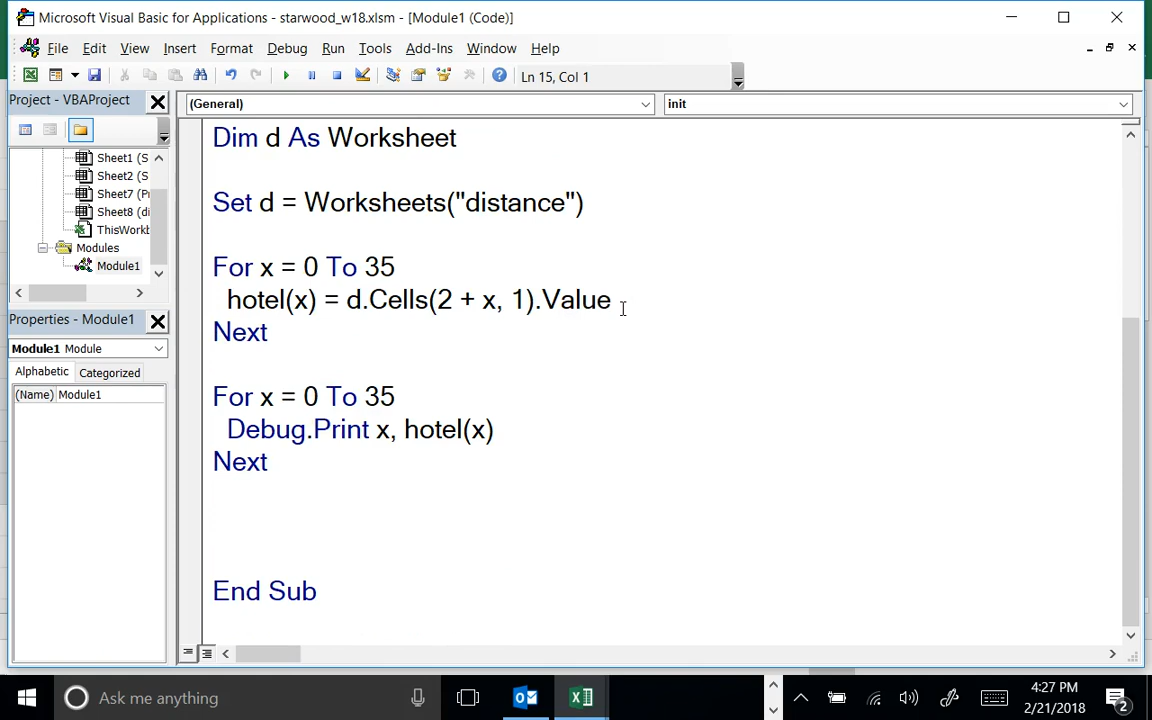 Microsoft Visual Basic for Applications - starwood_w18.xlsm - [Module1 (Code)]
File Edit View Insert Format Debug Run Tools Add-Ins Window Help
Ln 15, Col 1
Project - VBAProject
(General)
init
Sheet1 (S
Sheet2 (S
Sheet7 (Pr
Sheet8 (di
ThisWorkb
Modules
Module1
Properties - Module1
Module1 Module
Alphabetic Categorized
(Name) Module1
Dim d As Worksheet
Set d = Worksheets("distance")
For x = 0 To 35
hotel(x) = d.Cells(2 + x, 1).Value
Next
For x = 0 To 35
Debug.Print x, hotel(x)
Next
End Sub
Ask me anything
4:27 PM
2/21/2018
2